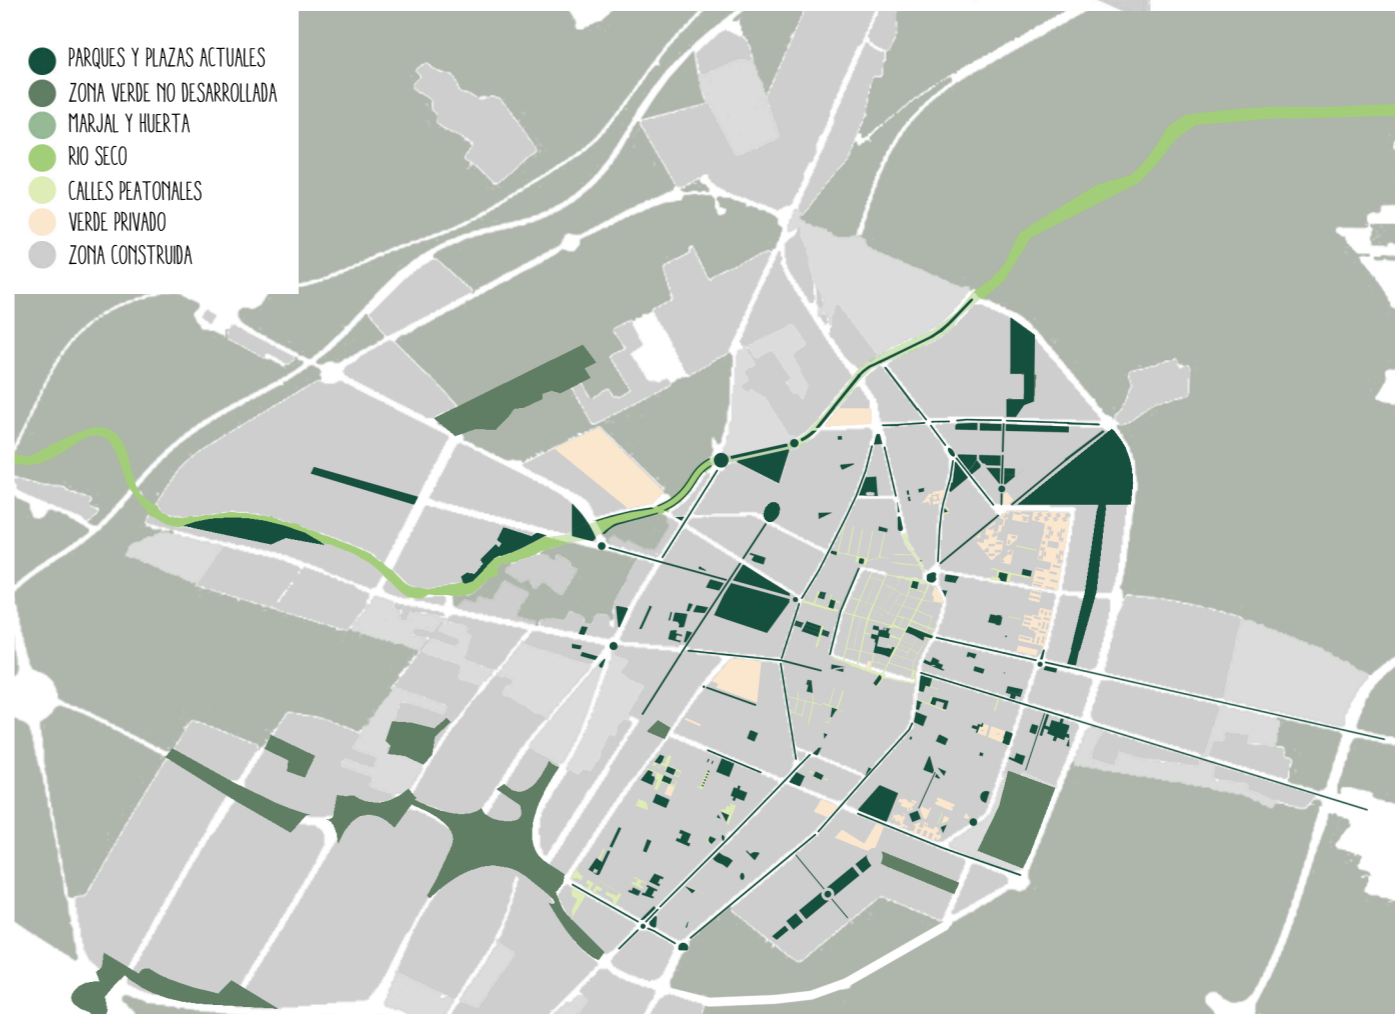 PARQUES Y PLAZAS ACTUALES
ZONA VERDE NO DESARROLLADA
MARJAL Y HUERTA
RIO SECO
CALLES PEATONALES
VERDE PRIVADO
ZONA CONSTRUIDA